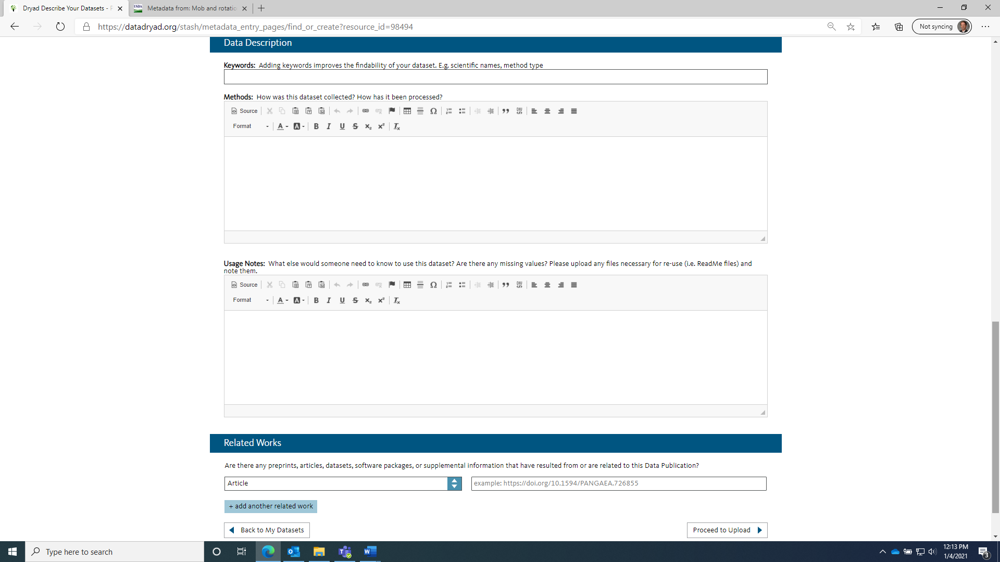 Dryad Describe Your Datasets -
Metadata from: Mob and rotatio
https://datadryad.org/stash/metadata_entry_pages/find_or_create?resource_id=98494
Not syncing
Data Description
Keywords: Adding keywords improves the findability of your dataset. E.g. scientific names, method type
Methods: How was this dataset collected? How has it been processed?
Source
Format
Usage Notes: What else would someone need to know to use this dataset? Are there any missing values? Please upload any files necessary for re-use (i.e. ReadMe files) and
note them.
Source
Format
Related Works
Are there any preprints, articles, datasets, software packages, or supplemental information that have resulted from or are related to this Data Publication?
Article
example: https://doi.org/10.1594/PANGAEA.726855
+ add another related work
Back to My Datasets
Proceed to Upload
Type here to search
12:13 PM
1/4/2021
3